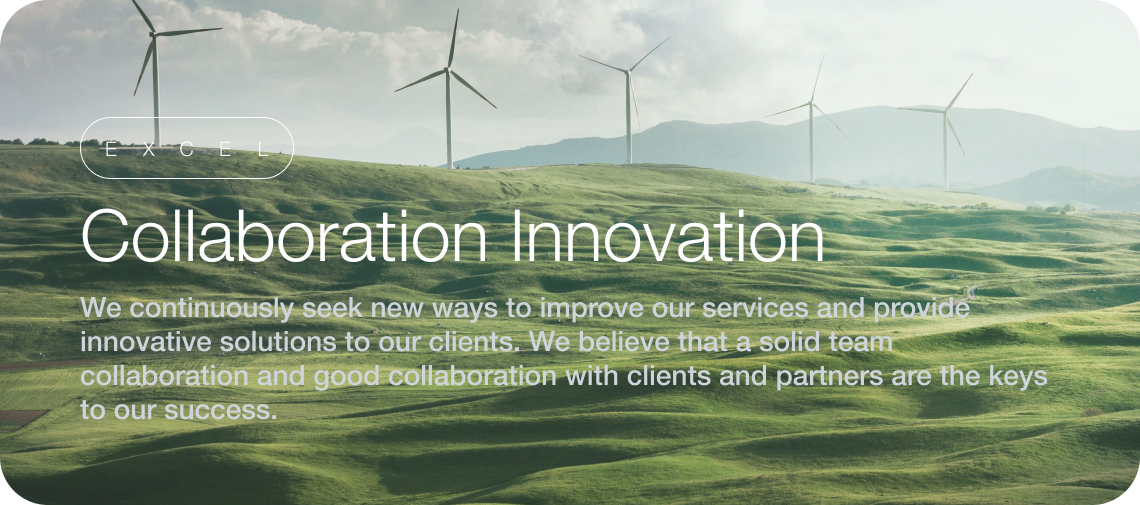 E X C E L
Collaboration Innovation
We continuously seek new ways to improve our services and provide
innovative solutions to our clients. We believe that a solid team
collaboration and good collaboration with clients and partners are the keys
to our success.